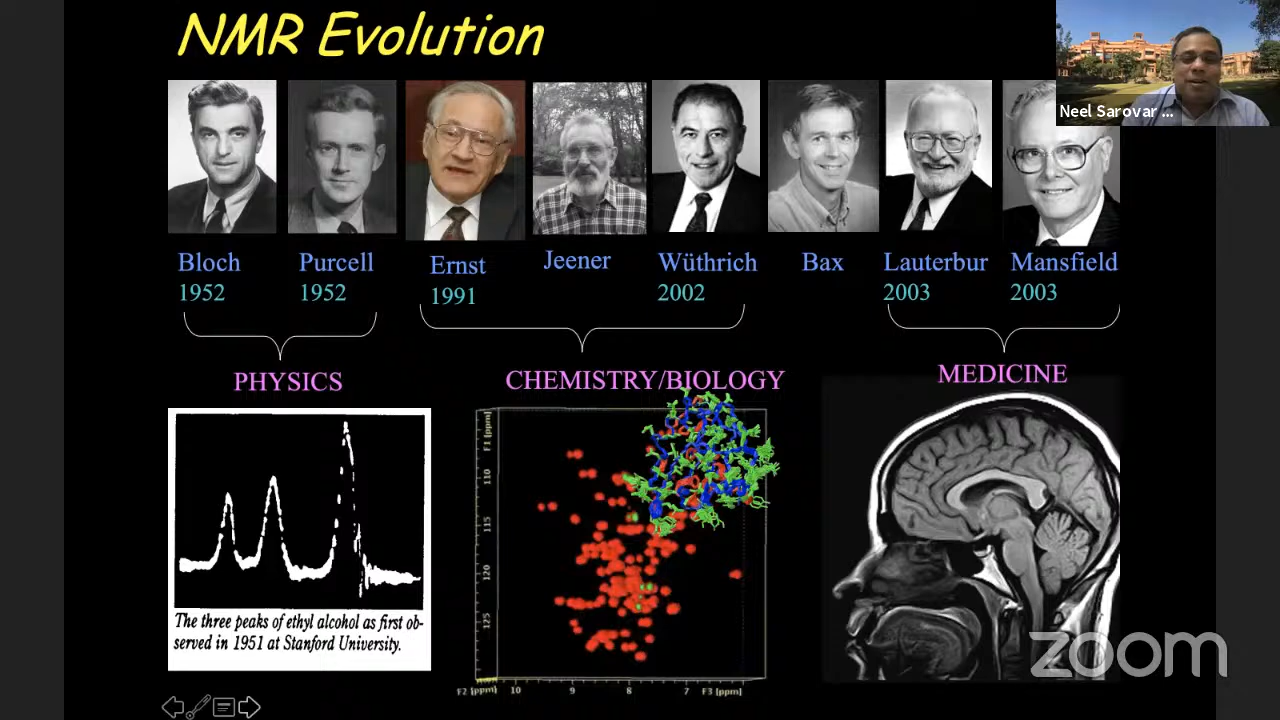 NMR Evolution
Neel Sarovar ...
Bloch
1952
Purcell
1952
Ernst
1991
Jeener
Wüthrich
2002
Bax
Lauterbur
2003
Mansfield
2003
PHYSICS
CHEMISTRY/BIOLOGY
MEDICINE
The three peaks of ethyl alcohol as first ob-
served in 1951 at Stanford University.
F1 [ppm]
110
115
120
125
F2 [ppm]
10
9
8
7
F3 [ppm]
zoom